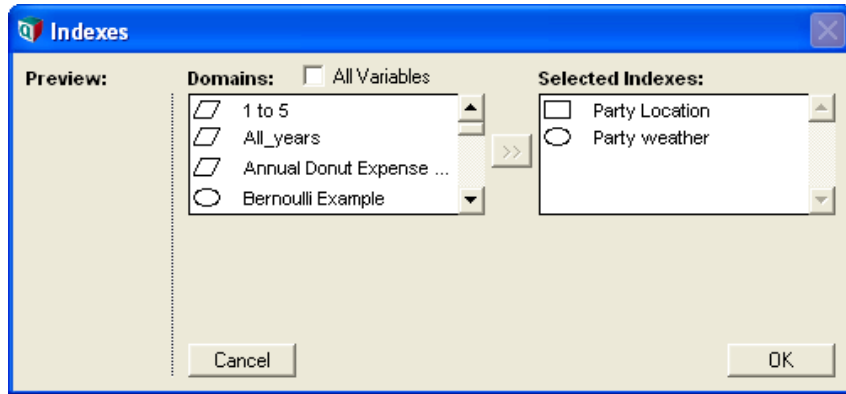 Indexes
Preview:
Domains:
All Variables
Selected Indexes:
1 to 5
All_years
Annual Donut Expense ...
Bernoulli Example
>>
Party Location
Party weather
Cancel
OK